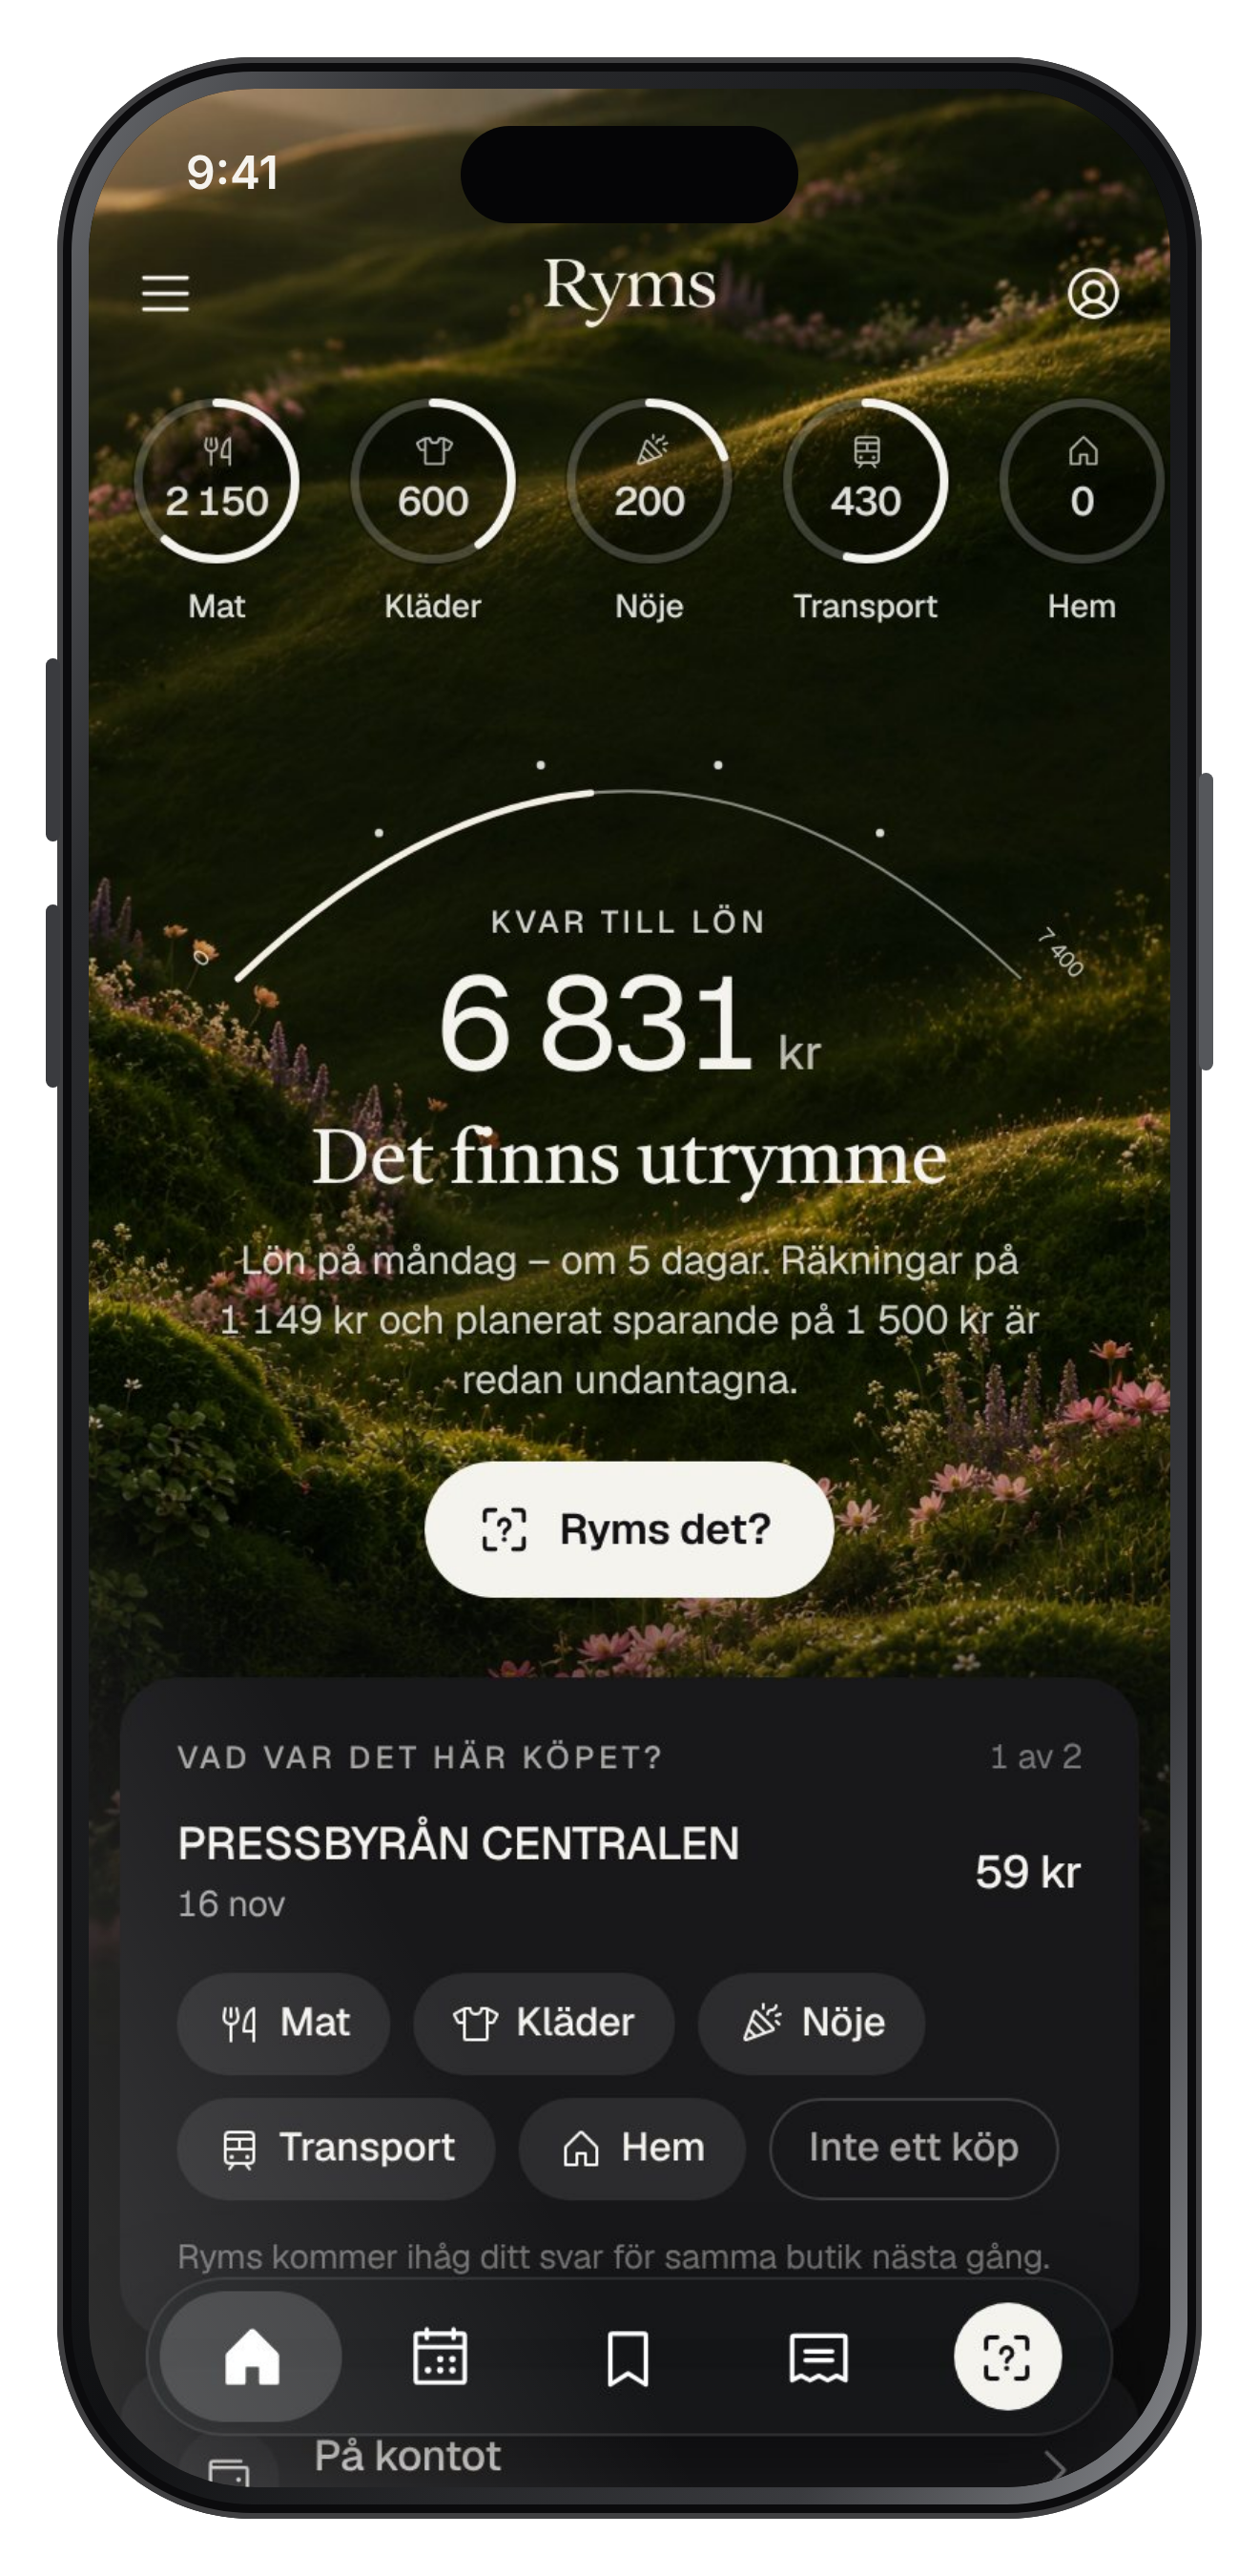 9:41
Ryms
2 150
600
200
430
0
Mat
Kläder
Nöje
Transport
Hem
KVAR TILL LÖN
0
7 400
6 831 kr
Det finns utrymme
Lön på måndag – om 5 dagar. Räkningar på
1 149 kr och planerat sparande på 1 500 kr är
redan undantagna.
? Ryms det?
VAD VAR DET HÄR KÖPET?
1 av 2
PRESSBYRÅN CENTRALEN
59 kr
16 nov
Mat
Kläder
Nöje
Transport
Hem
Inte ett köp
Ryms kommer ihåg ditt svar för samma butik nästa gång.
?
På kontot